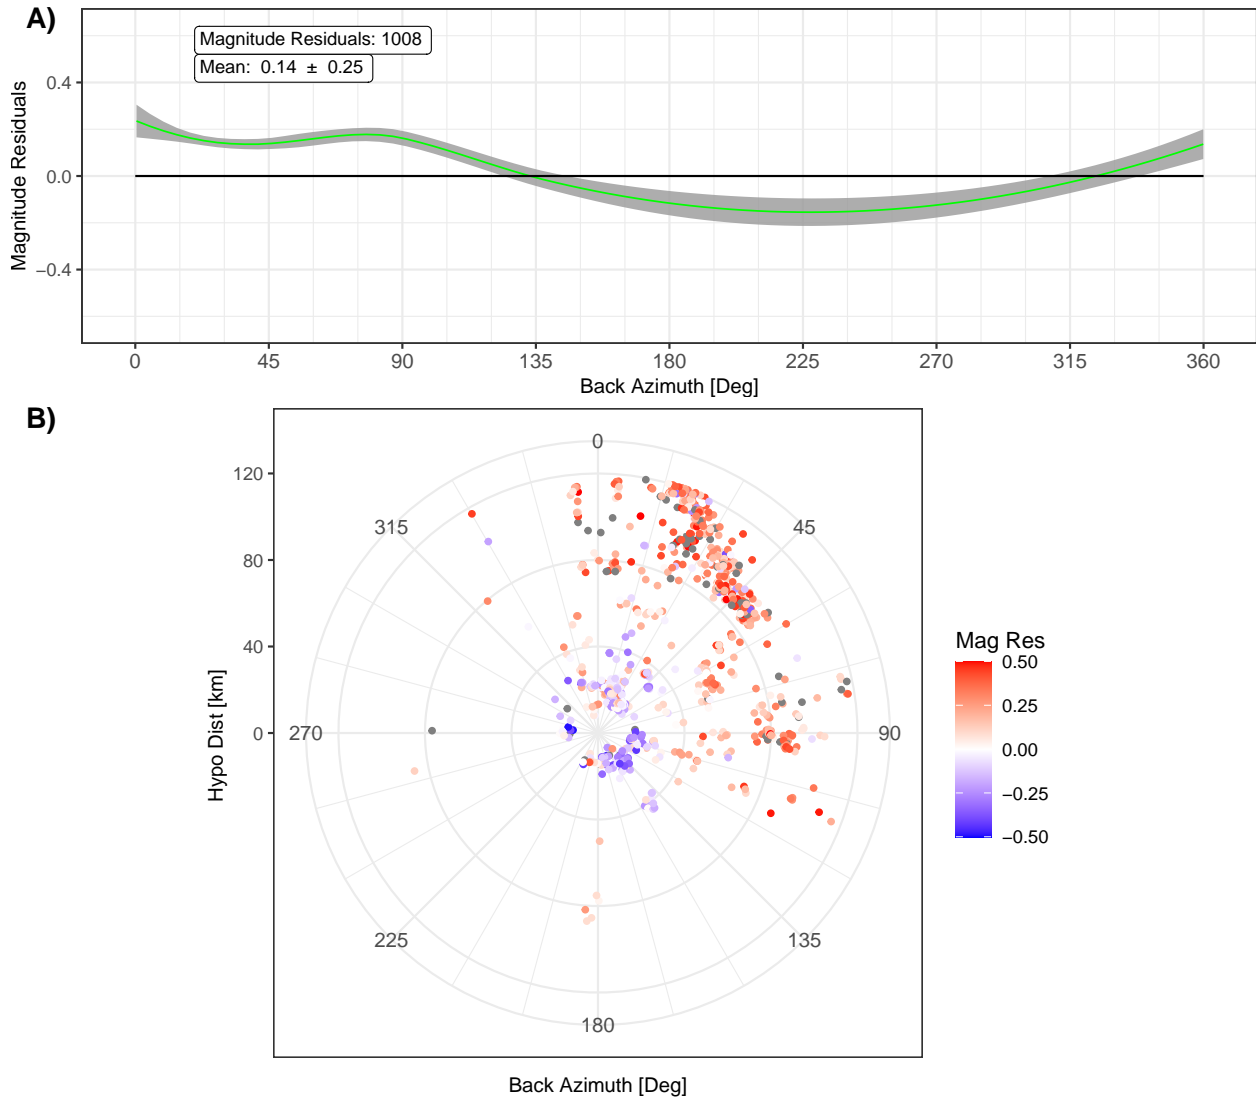 A)
Magnitude Residuals: 1008
Mean:  0.14  ±  0.25
Magnitude Residuals
0.4
0.0
−0.4
0 45 90 135 180 225 270 315 360
Back Azimuth [Deg]
B)
Hypo Dist [km]
120
80
40
0
0
45
90
135
180
225
270
315
Back Azimuth [Deg]
Mag Res
0.50
0.25
0.00
−0.25
−0.50